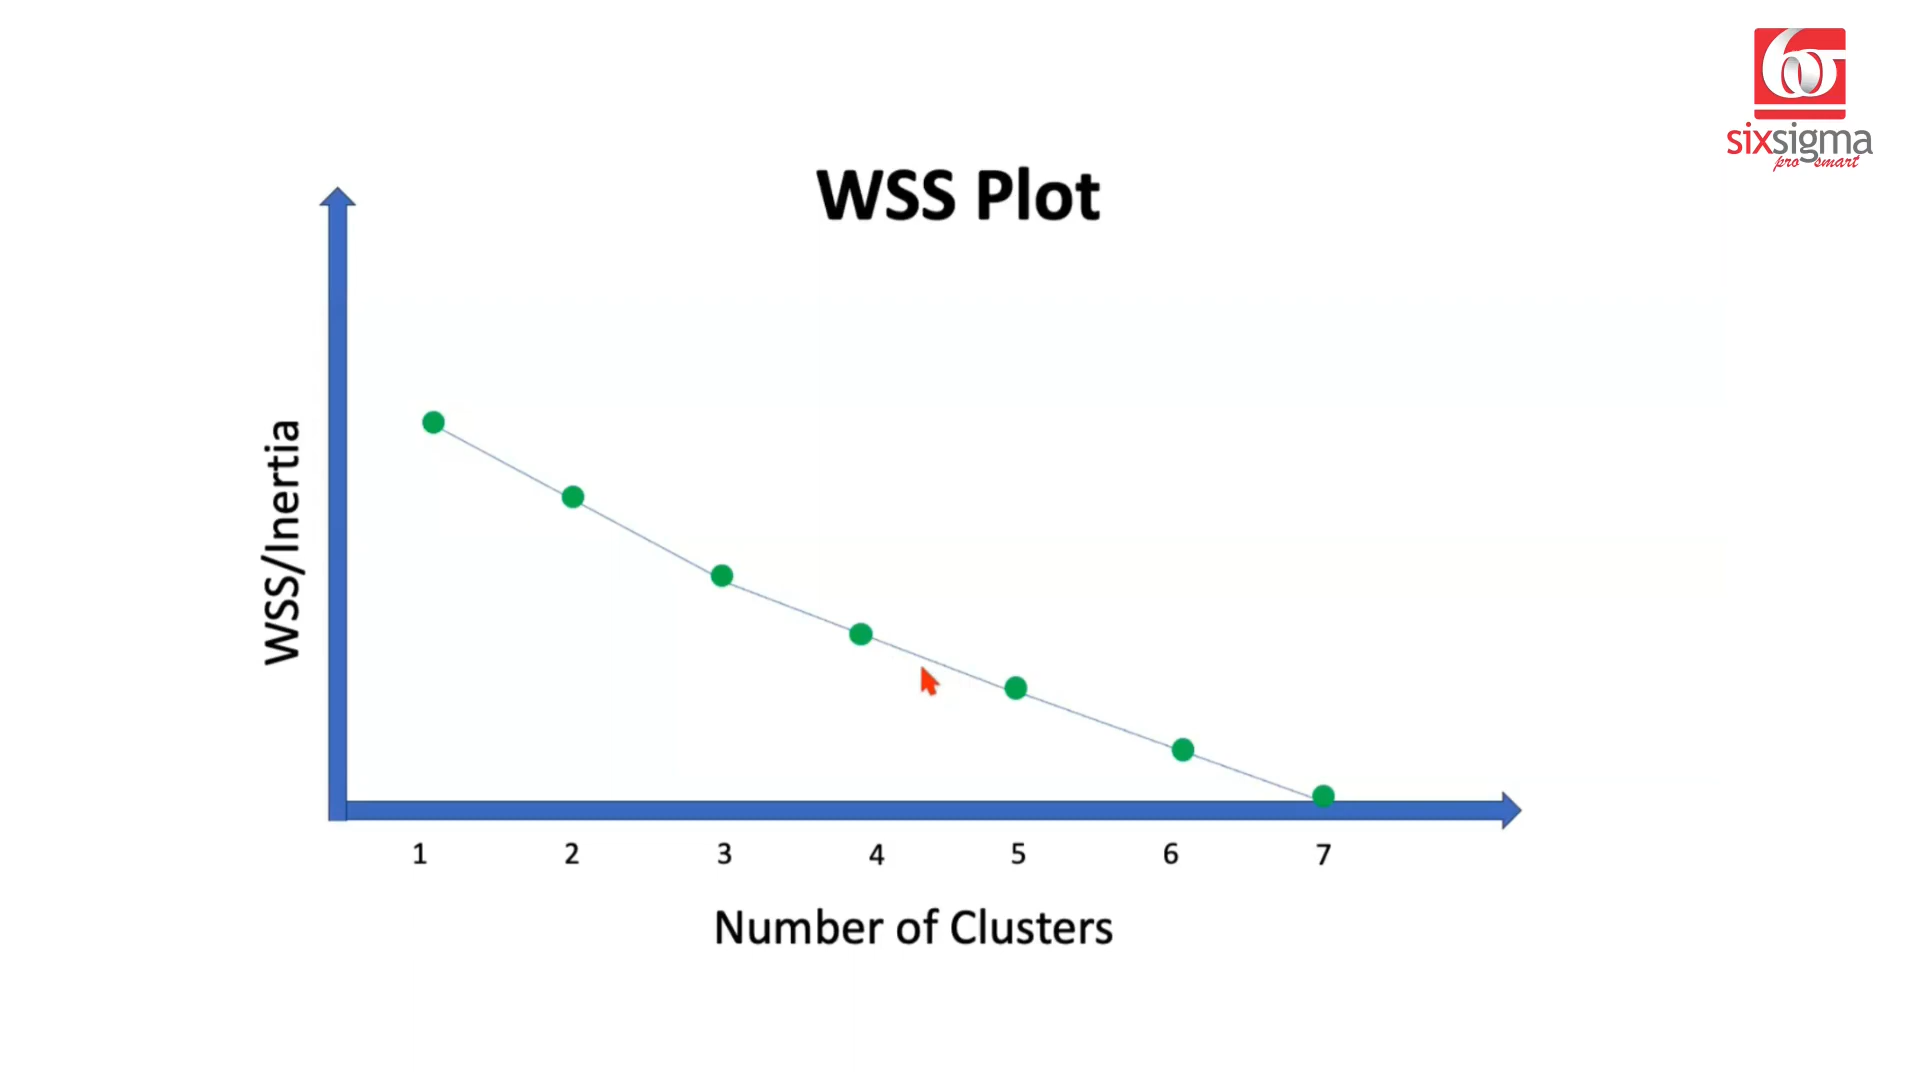 sixsigma
pro smart
WSS Plot
WSS/Inertia
1 2 3 4 5 6 7
Number of Clusters